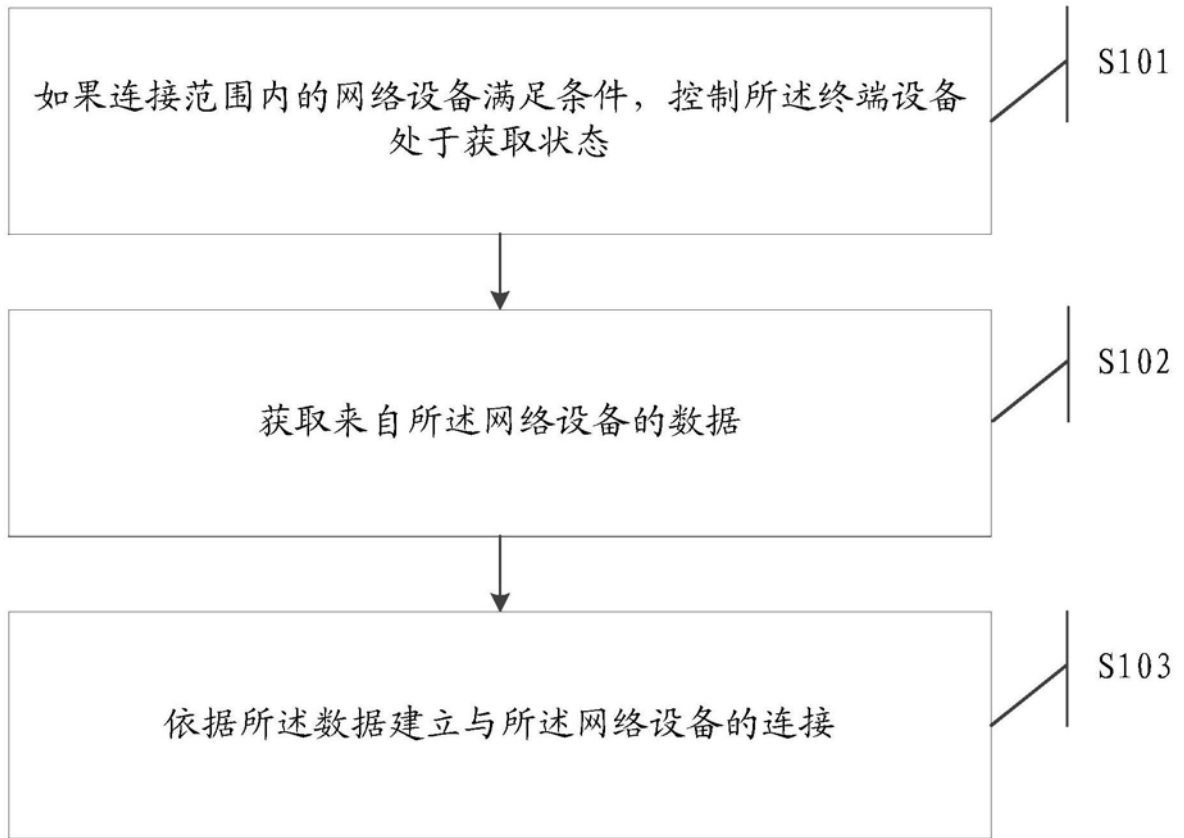 如果连接范围内的网络设备满足条件，控制所述终端设备
处于获取状态
S101
获取来自所述网络设备的数据
S102
依据所述数据建立与所述网络设备的连接
S103